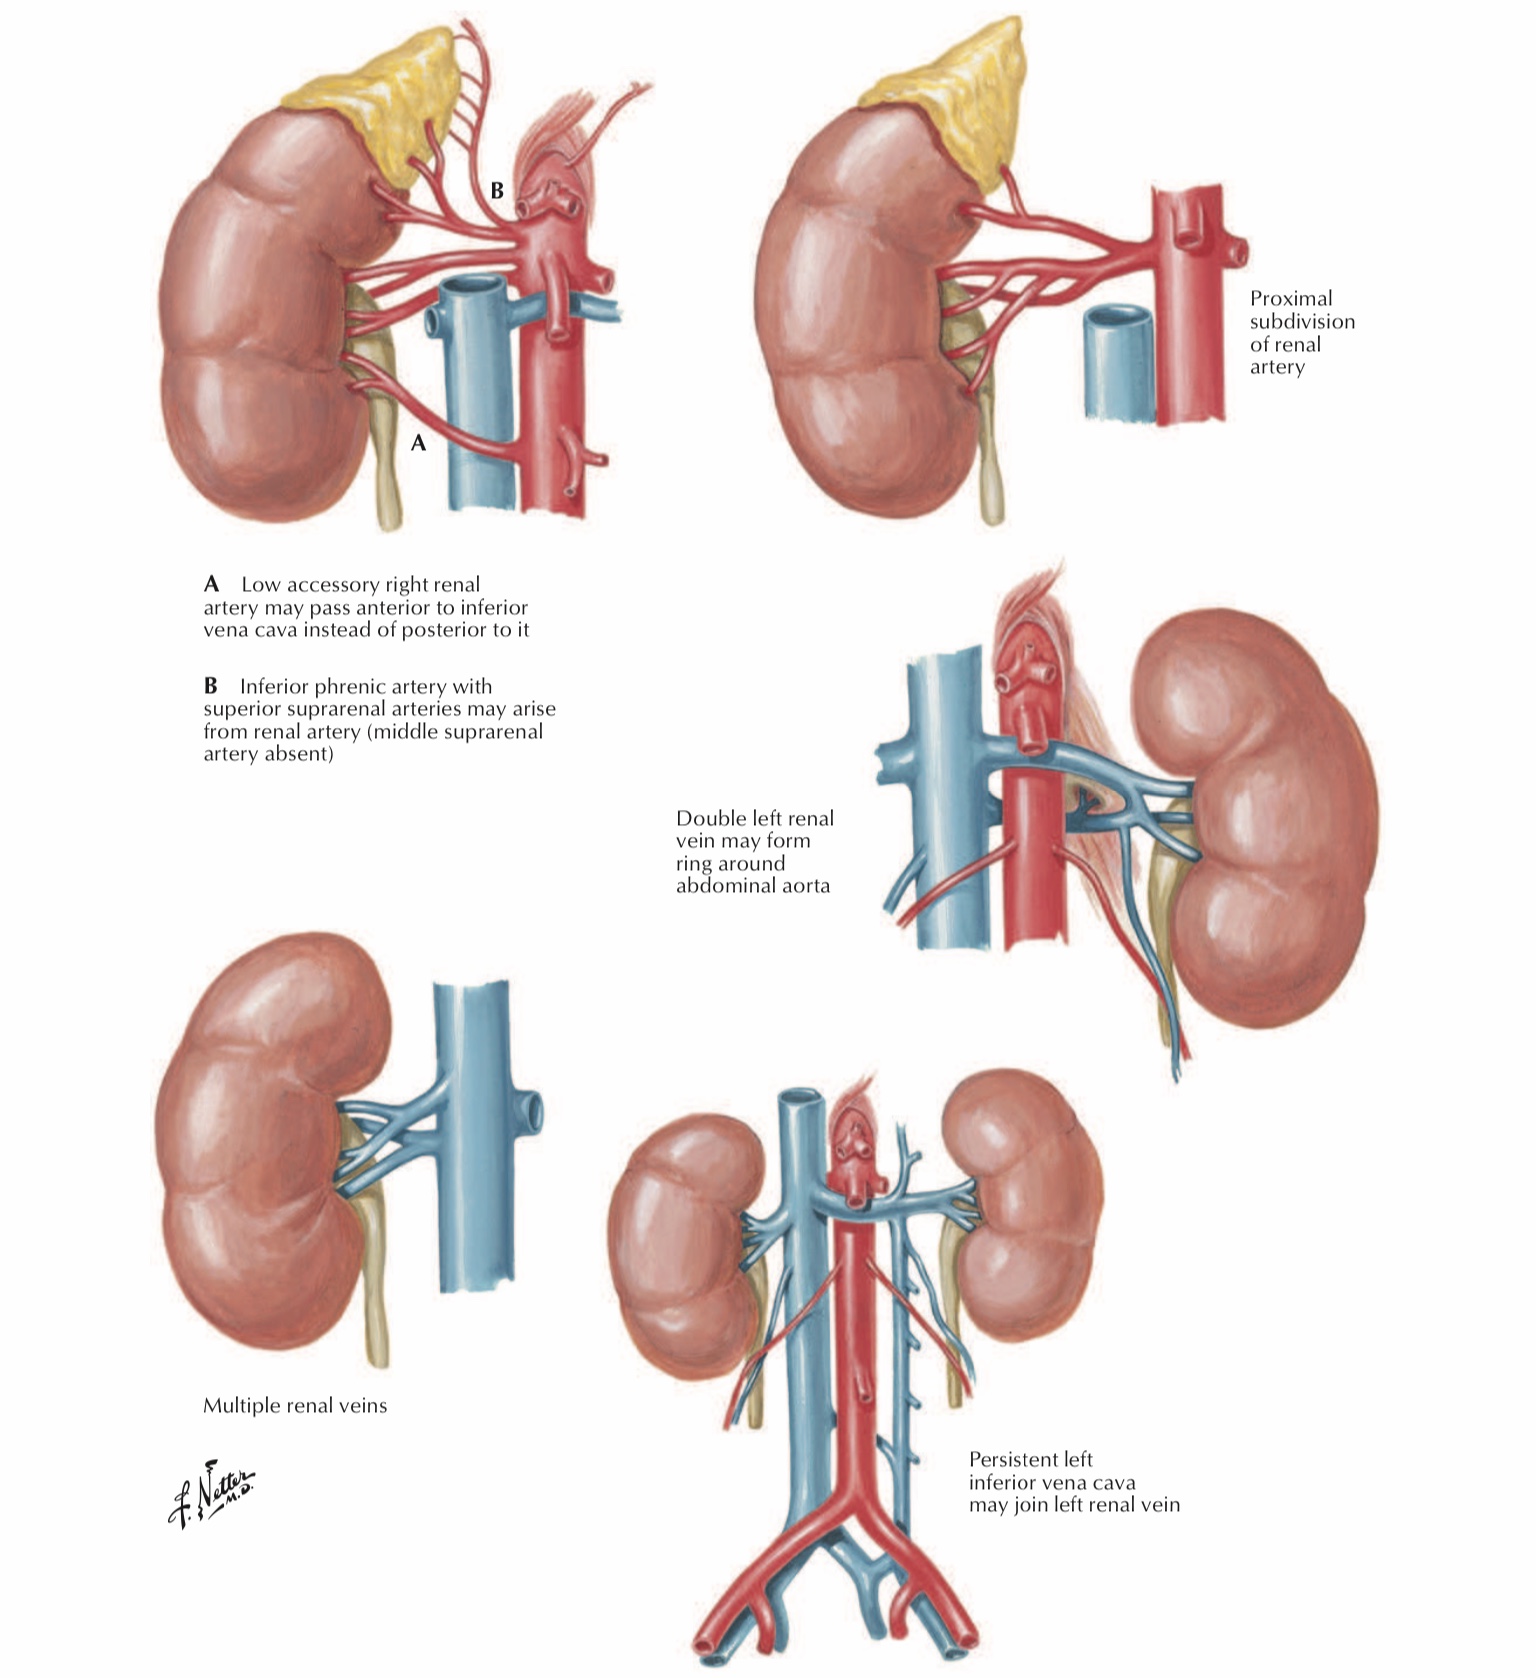 B
A
Proximal
subdivision
of renal
artery
A Low accessory right renal
artery may pass anterior to inferior
vena cava instead of posterior to it
B Inferior phrenic artery with
superior suprarenal arteries may arise
from renal artery (middle suprarenal
artery absent)
Double left renal
vein may form
ring around
abdominal aorta
Multiple renal veins
Persistent left
inferior vena cava
may join left renal vein
F. Netter
M.D.